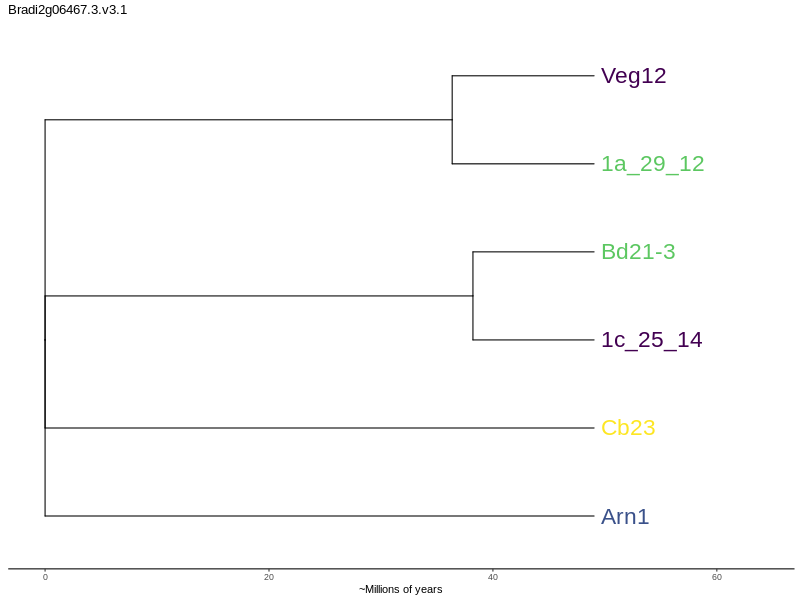 Bradi2g06467.3.v3.1
Veg12
1a_29_12
Bd21-3
1c_25_14
Cb23
Arn1
0 20 40 60
~Millions of years